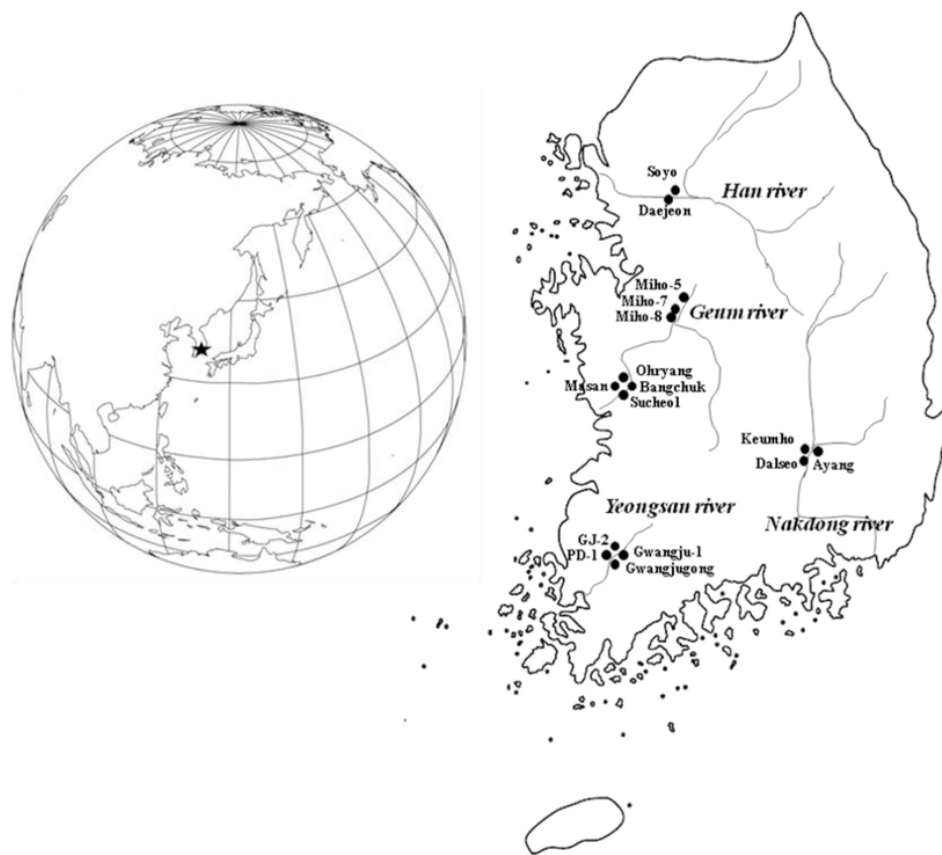 Soyo
Han river
Daejeon
Miho-5
Miho-7
Miho-8
Geum river
Ohryang
Masan
Bangchuk
Sucheol
Keumho
Dalseo
Ayang
Yeongsan river
Nakdong river
GJ-2
PD-1
Gwangju-1
Gwangjugong